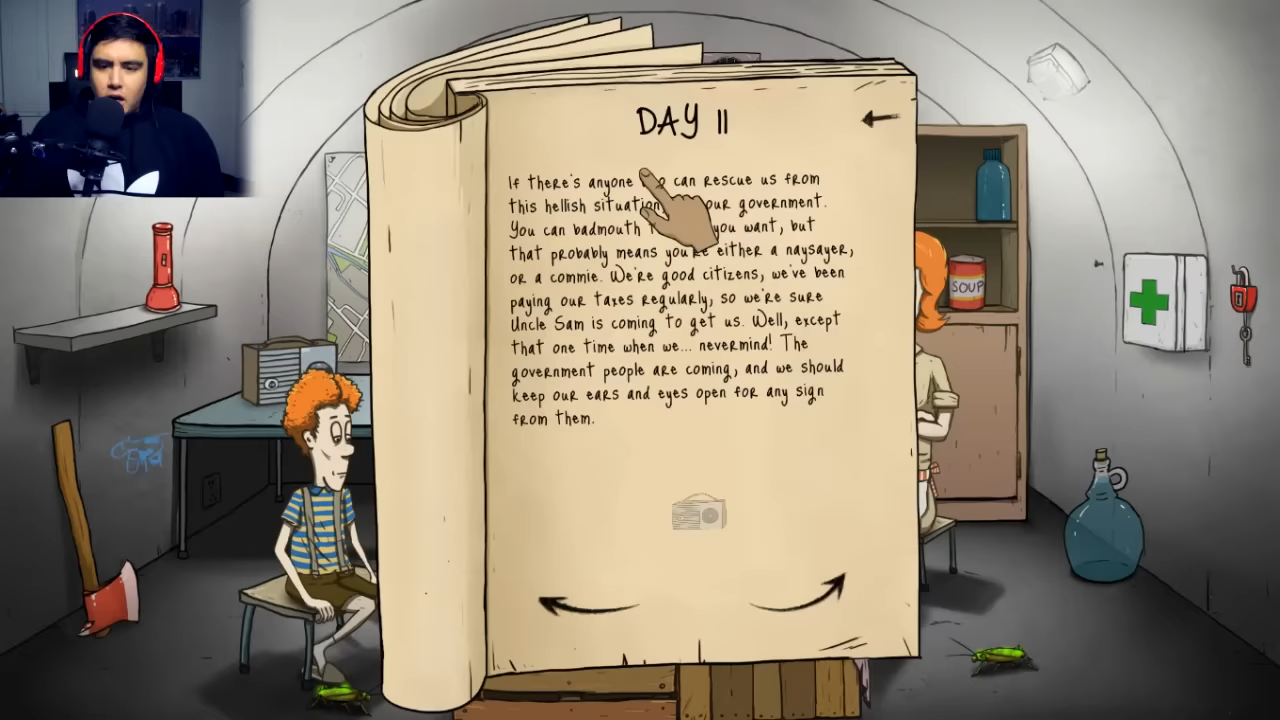 DAY 11
If there's anyone can rescue us from
this hellish situation our government.
You can badmouth you want, but
that probably means you're either a naysayer,
or a commie. We're good citizens, we've been
paying our taxes regularly, so we're sure
Uncle Sam is coming to get us. Well, except
that one time when we... nevermind! The
government people are coming, and we should
keep our ears and eyes open for any sign
from them.
SOUP